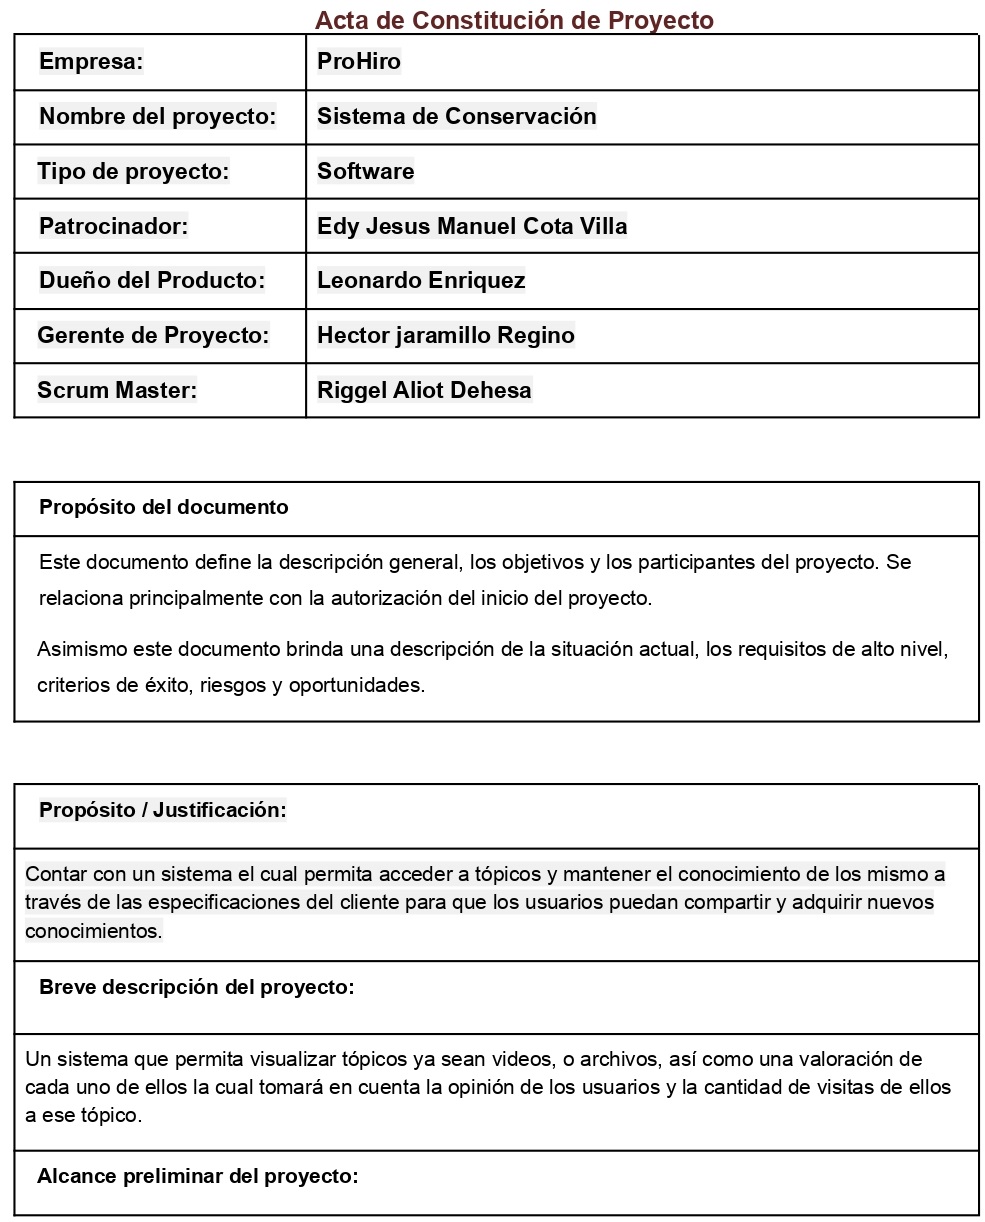 Acta de Constitución de Proyecto
Empresa: ProHiro
Nombre del proyecto: Sistema de Conservación
Tipo de proyecto: Software
Patrocinador: Edy Jesus Manuel Cota Villa
Dueño del Producto: Leonardo Enriquez
Gerente de Proyecto: Hector jaramillo Regino
Scrum Master: Riggel Aliot Dehesa
Propósito del documento
Este documento define la descripción general, los objetivos y los participantes del proyecto. Se
relaciona principalmente con la autorización del inicio del proyecto.
Asimismo este documento brinda una descripción de la situación actual, los requisitos de alto nivel,
criterios de éxito, riesgos y oportunidades.
Propósito / Justificación:
Contar con un sistema el cual permita acceder a tópicos y mantener el conocimiento de los mismo a
través de las especificaciones del cliente para que los usuarios puedan compartir y adquirir nuevos
conocimientos.
Breve descripción del proyecto:
Un sistema que permita visualizar tópicos ya sean videos, o archivos, así como una valoración de
cada uno de ellos la cual tomará en cuenta la opinión de los usuarios y la cantidad de visitas de ellos
a ese tópico.
Alcance preliminar del proyecto: